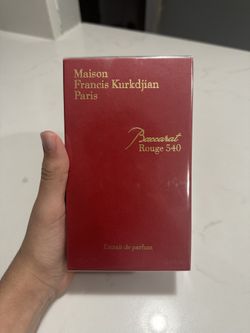 Maison
Francis Kurkdjian
Paris
Baccarat
Rouge 540
Extrait de parfum